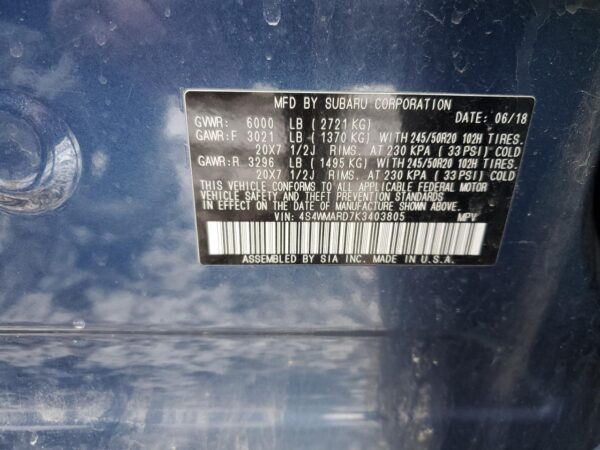 MFD BY SUBARU CORPORATION
GVWR: 6000 LB ( 2721 KG) DATE: 06/18
GAWR:F 3021 LB ( 1370 KG) WITH 245/50R20 102H TIRES.
20X7 1/2J RIMS. AT 230 KPA ( 33 PSI) COLD
GAWR:R 3296 LB ( 1495 KG) WITH 245/50R20 102H TIRES.
20X7 1/2J RIMS. AT 230 KPA ( 33 PSI) COLD
THIS VEHICLE CONFORMS TO ALL APPLICABLE FEDERAL MOTOR
VEHICLE SAFETY AND THEFT PREVENTION STANDARDS
IN EFFECT ON THE DATE OF MANUFACTURE SHOWN ABOVE.
VIN: 4S4WMARD7K3403805 MPV
ASSEMBLED BY SIA INC. MADE IN U.S.A.